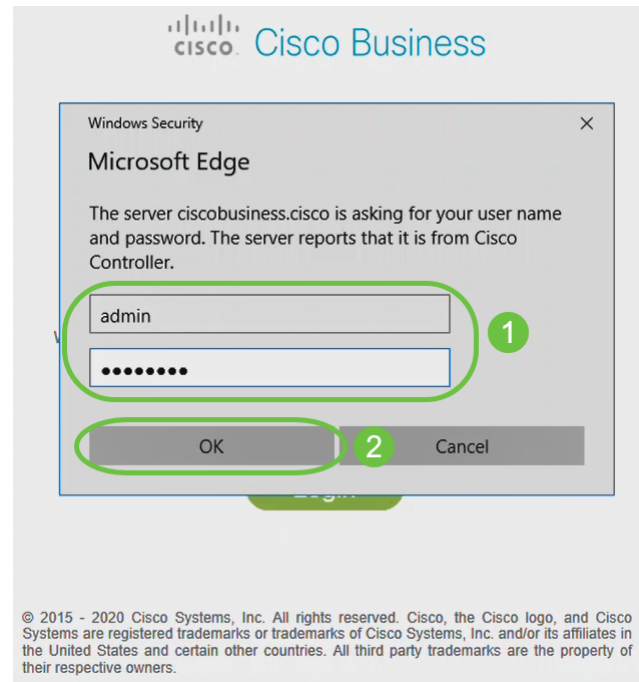 CISCO Cisco Business
Windows Security
Microsoft Edge
The server ciscobusiness.cisco is asking for your user name
and password. The server reports that it is from Cisco
Controller.
admin
1
OK
2
Cancel
© 2015 - 2020 Cisco Systems, Inc. All rights reserved. Cisco, the Cisco logo, and Cisco
Systems are registered trademarks or trademarks of Cisco Systems, Inc. and/or its affiliates in
the United States and certain other countries. All third party trademarks are the property of
their respective owners.